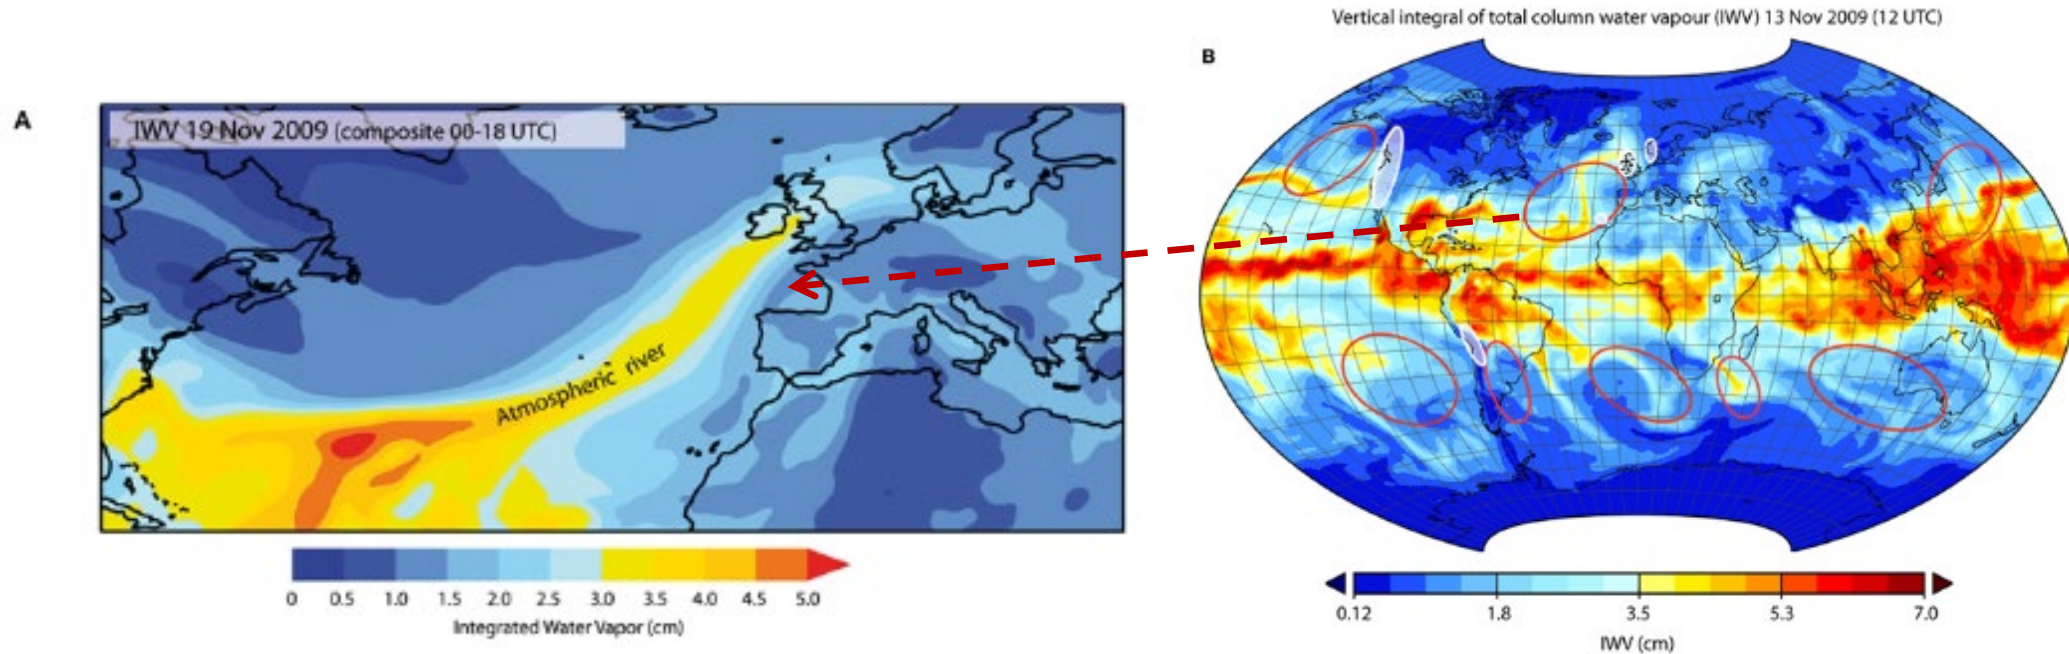 Vertical integral of total column water vapour (IWV) 13 Nov 2009 (12 UTC)
A
B
IWV 19 Nov 2009 (composite 00-18 UTC)
Atmospheric river
0 0.5 1.0 1.5 2.0 2.5 3.0 3.5 4.0 4.5 5.0
Integrated Water Vapor (cm)
0.12 1.8 3.5 5.3 7.0
IWV (cm)